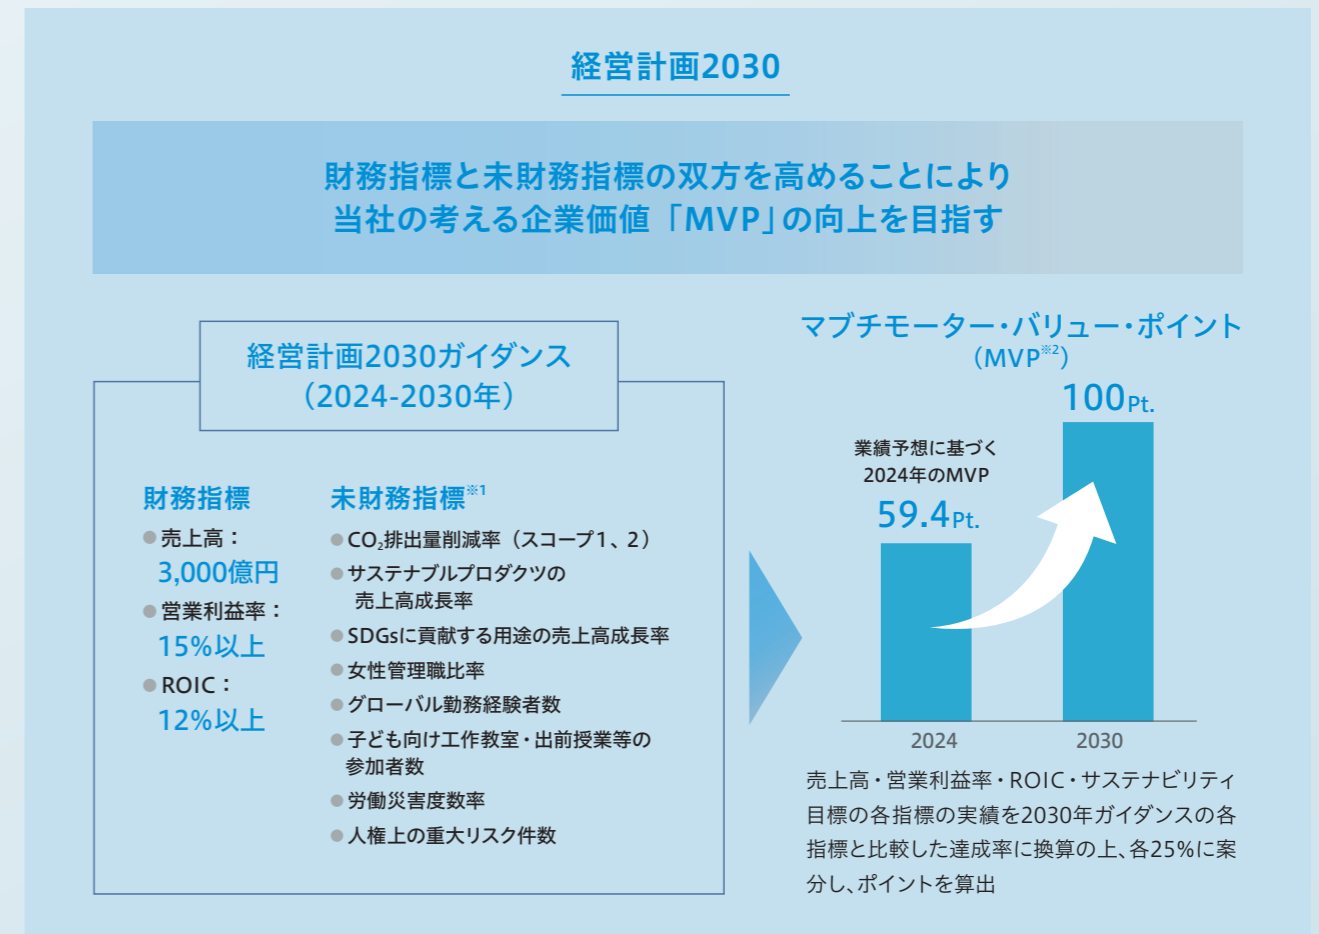 経営計画2030
財務指標と未財務指標の双方を高めることにより
当社の考える企業価値「MVP」の向上を目指す
経営計画2030ガイダンス
（2024-2030年）
財務指標
●売上高：
3,000億円
●営業利益率：
15%以上
●ROIC：
12%以上
未財務指標※1
●CO₂排出量削減率（スコープ1、2）
●サステナブルプロダクツの
売上高成長率
●SDGsに貢献する用途の売上高成長率
●女性管理職比率
●グローバル勤務経験者数
●子ども向け工作教室・出前授業等の
参加者数
●労働災害度数率
●人権上の重大リスク件数
マブチモーター・バリュー・ポイント
（MVP※2）
100Pt.
業績予想に基づく
2024年のMVP
59.4Pt.
2024
2030
売上高・営業利益率・ROIC・サステナビリティ
目標の各指標の実績を2030年ガイダンスの各
指標と比較した達成率に換算の上、各25%に案
分し、ポイントを算出